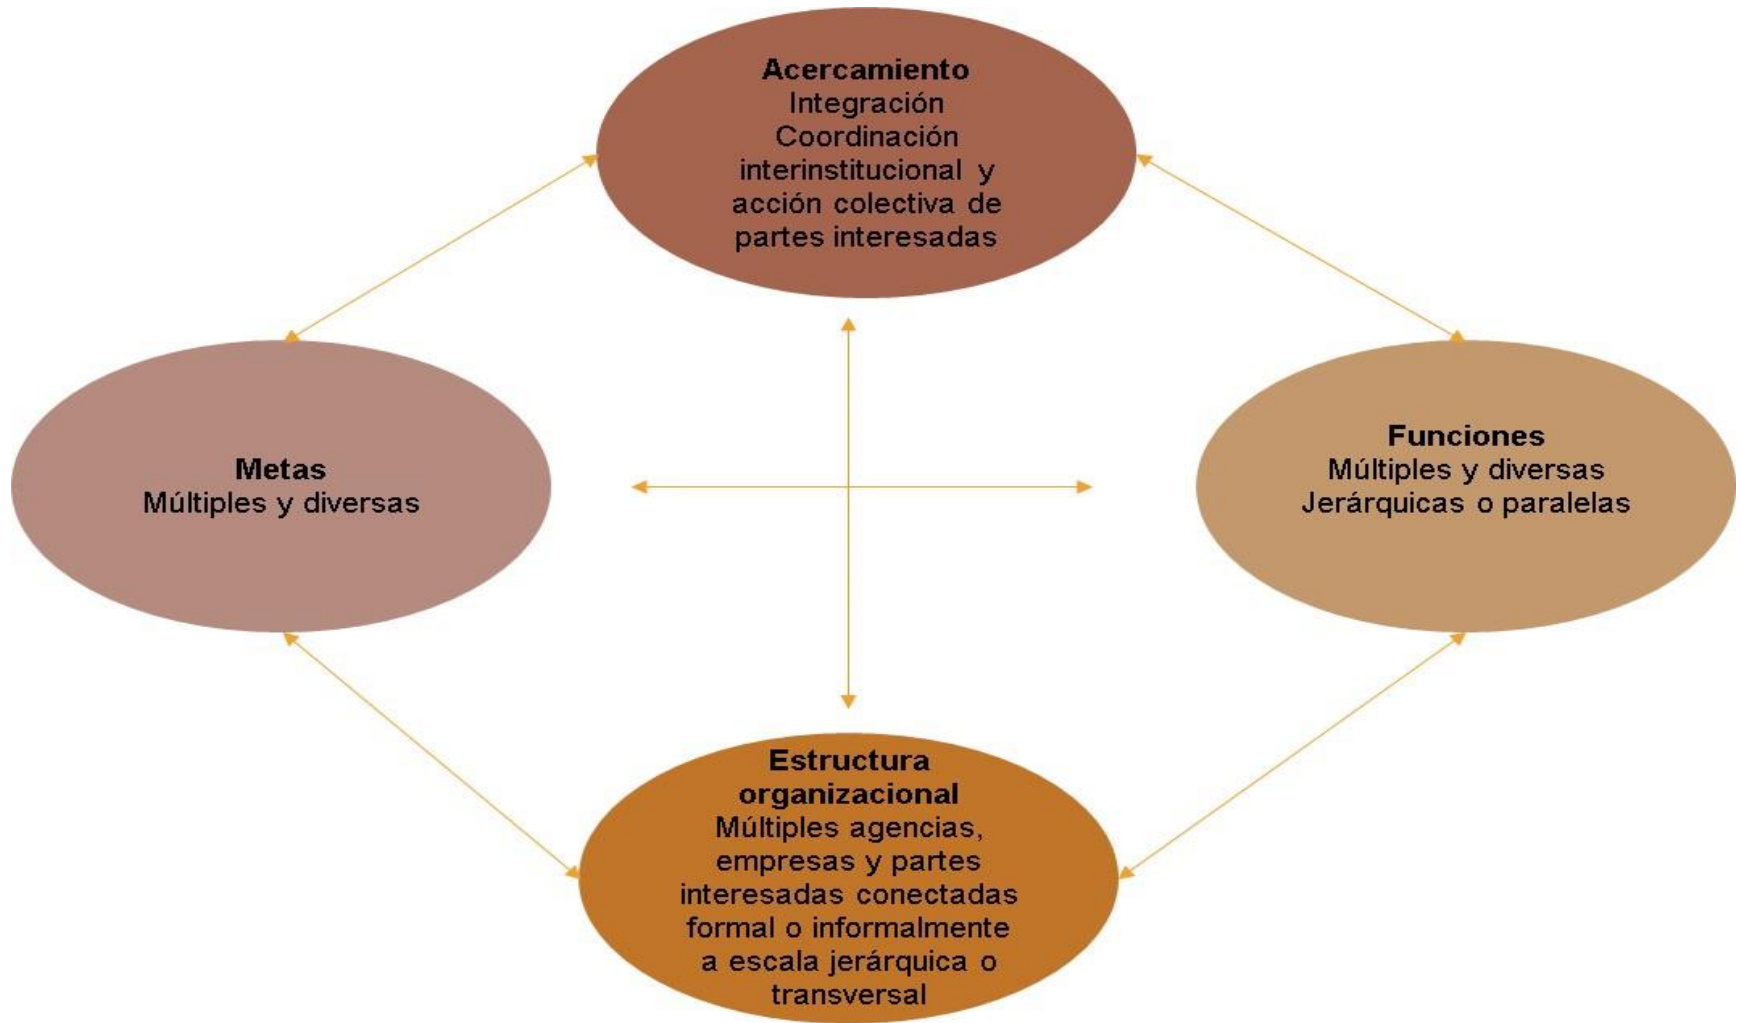 Acercamiento
Integración
Coordinación
interinstitucional y
acción colectiva de
partes interesadas
Metas
Múltiples y diversas
Funciones
Múltiples y diversas
Jerárquicas o paralelas
Estructura
organizacional
Múltiples agencias,
empresas y partes
interesadas conectadas
formal o informalmente
a escala jerárquica o
transversal